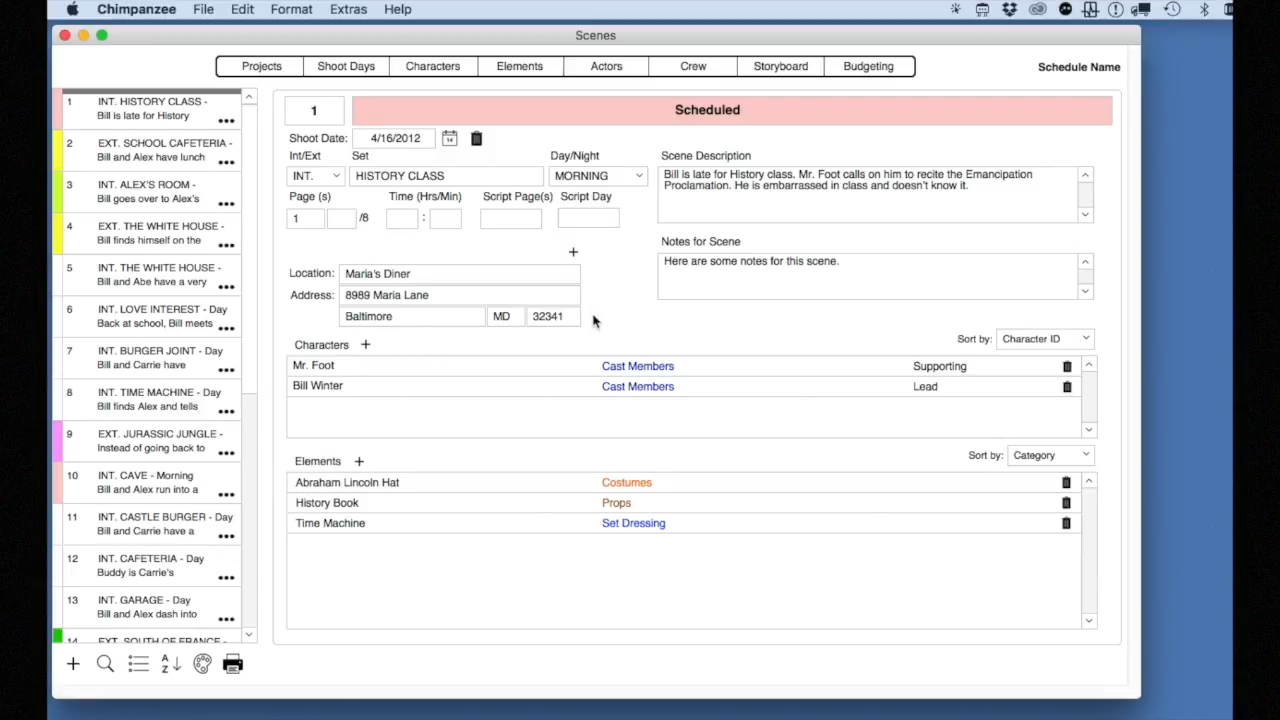 Chimpanzee File Edit Format Extras Help
Scenes
Projects Shoot Days Characters Elements Actors Crew Storyboard Budgeting
Schedule Name
1 INT. HISTORY CLASS -
Bill is late for History
2 EXT. SCHOOL CAFETERIA -
Bill and Alex have lunch
3 INT. ALEX'S ROOM -
Bill goes over to Alex's
4 EXT. THE WHITE HOUSE -
Bill finds himself on the
5 INT. THE WHITE HOUSE -
Bill and Abe have a very
6 INT. LOVE INTEREST - Day
Back at school, Bill meets
7 INT. BURGER JOINT - Day
Bill and Carrie have
8 INT. TIME MACHINE - Day
Bill finds Alex and tells
9 EXT. JURASSIC JUNGLE -
Instead of going back to
10 INT. CAVE - Morning
Bill and Alex run into a
11 INT. CASTLE BURGER - Day
Bill and Carrie have a
12 INT. CAFETERIA - Day
Buddy is Carrie's
13 INT. GARAGE - Day
Bill and Alex dash into
14 EXT. SOUTH OF FRANCE -
A
Z
1 Scheduled
Shoot Date: 4/16/2012 14
Int/Ext Set Day/Night
INT. HISTORY CLASS MORNING
Page (s) Time (Hrs/Min) Script Page(s) Script Day
1 /8 :
Scene Description
Bill is late for History class. Mr. Foot calls on him to recite the Emancipation
Proclamation. He is embarrassed in class and doesn't know it.
Notes for Scene
Here are some notes for this scene.
+
Location: Maria's Diner
Address: 8989 Maria Lane
Baltimore MD 32341
Characters + Sort by: Character ID
Mr. Foot Cast Members Supporting
Bill Winter Cast Members Lead
Elements + Sort by: Category
Abraham Lincoln Hat Costumes
History Book Props
Time Machine Set Dressing